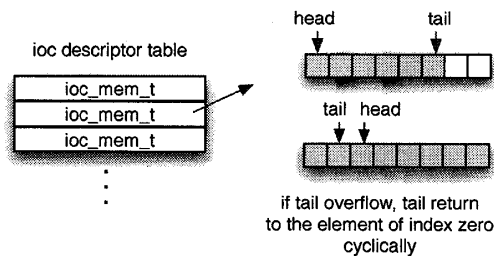 head tail
ioc descriptor table
ioc_mem_t
ioc_mem_t
ioc_mem_t
tail head
if tail overflow, tail return
to the element of index zero
cyclically